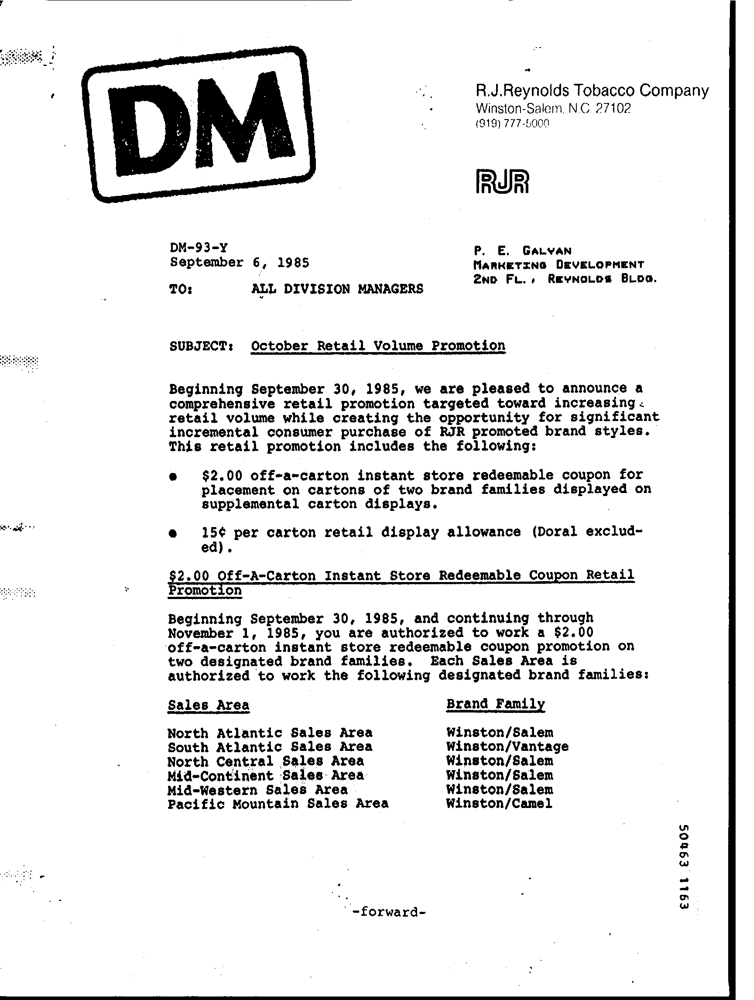 DM
R.J.Reynolds Tobacco Company
Winston-Salem, N.C. 27102
(919) 777-5000
RJR
DM-93-Y
September 6, 1985
P. E. GALVAN
MARKETING DEVELOPMENT
2ND FL., REYNOLDS BLDG.
TO: ALL DIVISION MANAGERS
SUBJECT: October Retail Volume Promotion
Beginning September 30, 1985, we are pleased to announce a
comprehensive retail promotion targeted toward increasing
retail volume while creating the opportunity for significant
incremental consumer purchase of RJR promoted brand styles.
This retail promotion includes the following:
● $2.00 off-a-carton instant store redeemable coupon for
placement on cartons of two brand families displayed on
supplemental carton displays.
● 15¢ per carton retail display allowance (Doral exclud-
ed).
$2.00 Off-A-Carton Instant Store Redeemable Coupon Retail
Promotion
Beginning September 30, 1985, and continuing through
November 1, 1985, you are authorized to work a $2.00
off-a-carton instant store redeemable coupon promotion on
two designated brand families. Each Sales Area is
authorized to work the following designated brand families:
Sales Area Brand Family
North Atlantic Sales Area Winston/Salem
South Atlantic Sales Area Winston/Vantage
North Central Sales Area Winston/Salem
Mid-Continent Sales Area Winston/Salem
Mid-Western Sales Area Winston/Salem
Pacific Mountain Sales Area Winston/Camel
50463 1163
-forward-